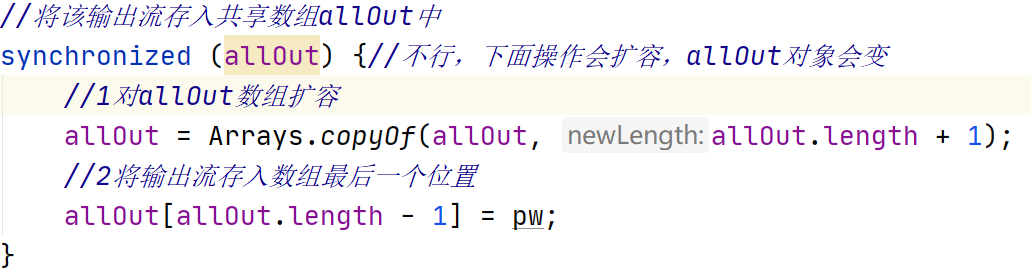 //将该输出流存入共享数组allOut中
synchronized (allOut) {//不行，下面操作会扩容，allOut对象会变
//1对allOut数组扩容
allOut = Arrays.copyOf(allOut, newLength:allOut.length + 1);
//2将输出流存入数组最后一个位置
allOut[allOut.length - 1] = pw;
}